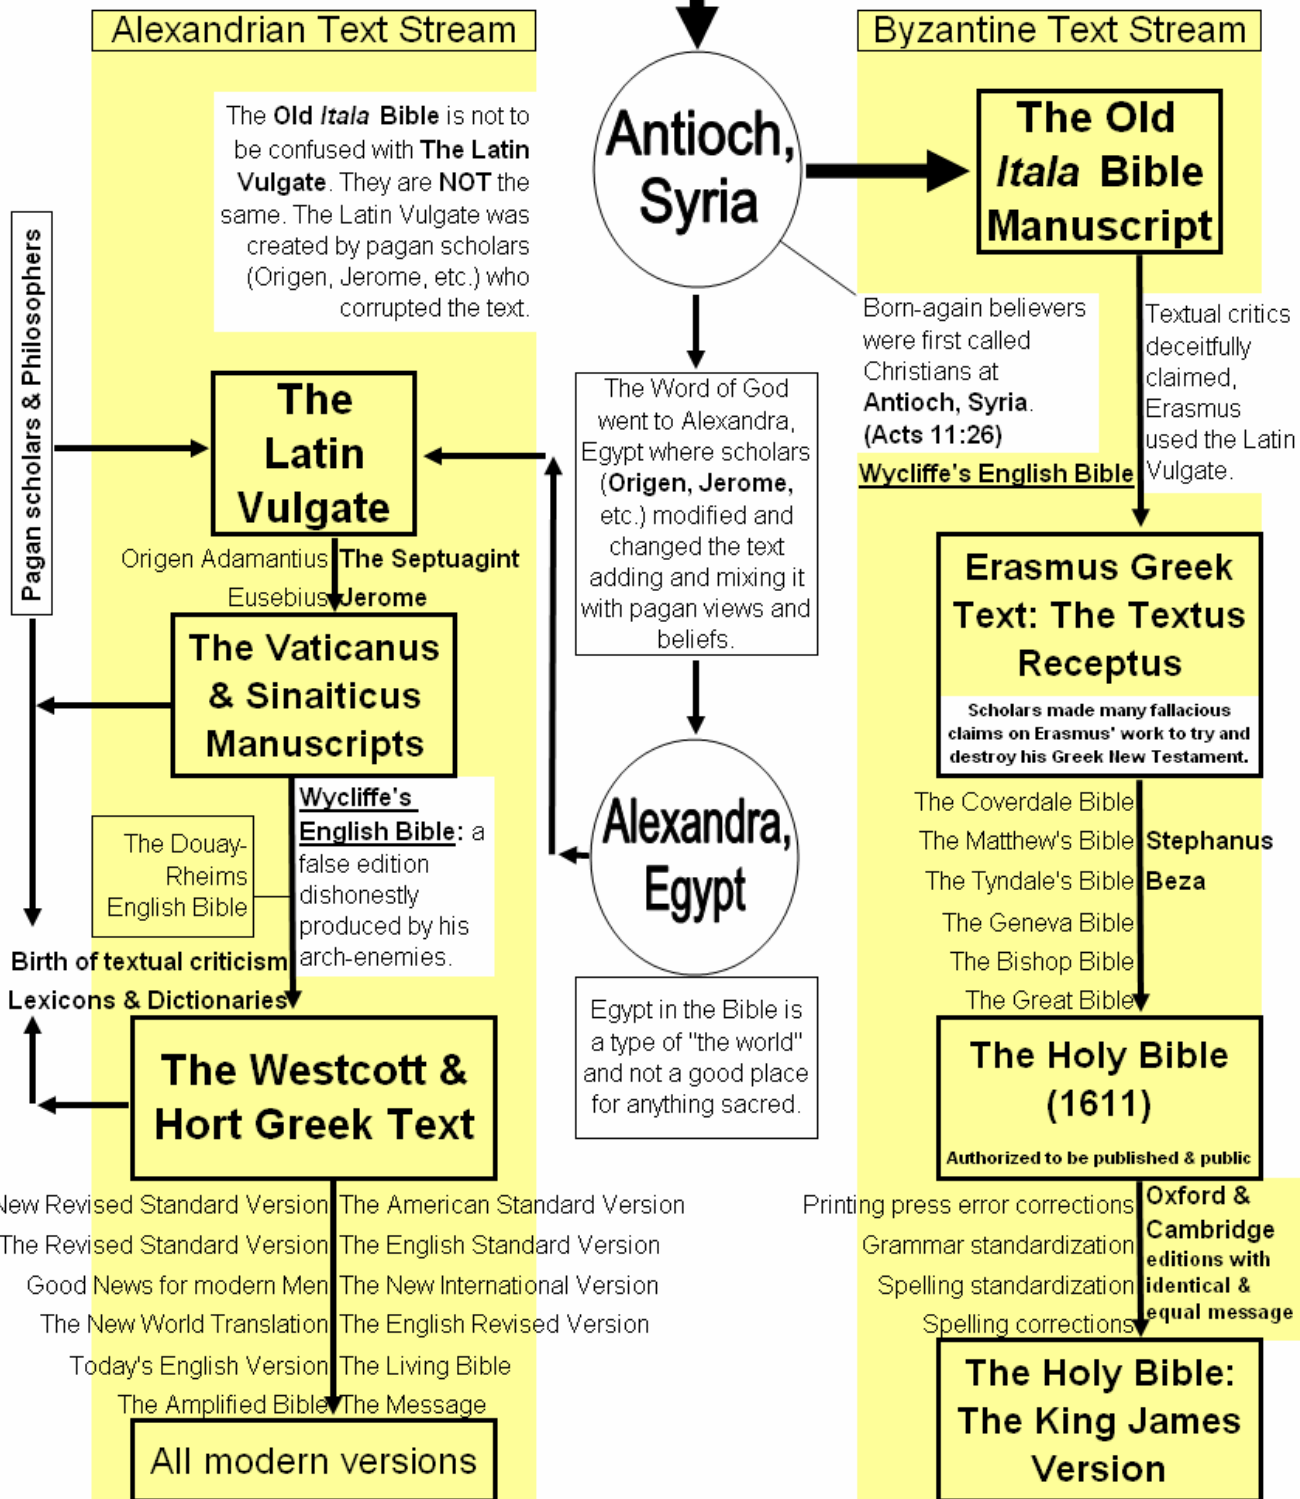 Alexandrian Text Stream
The Old Itala Bible is not to
be confused with The Latin
Vulgate. They are NOT the
same. The Latin Vulgate was
created by pagan scholars
(Origen, Jerome, etc.) who
corrupted the text.
Pagan scholars & Philosophers
The
Latin
Vulgate
Origen Adamantius
The Septuagint
Eusebius
Jerome
The Vaticanus
& Sinaiticus
Manuscripts
Wycliffe's
English Bible: a
false edition
dishonestly
produced by his
arch-enemies.
The Douay-
Rheims
English Bible
Birth of textual criticism
Lexicons & Dictionaries
The Westcott &
Hort Greek Text
New Revised Standard Version
The American Standard Version
The Revised Standard Version
The English Standard Version
Good News for modern Men
The New International Version
The New World Translation
The English Revised Version
Today's English Version
The Living Bible
The Amplified Bible
The Message
All modern versions
Antioch,
Syria
The Word of God
went to Alexandra,
Egypt where scholars
(Origen, Jerome,
etc.) modified and
changed the text
adding and mixing it
with pagan views and
beliefs.
Alexandra,
Egypt
Egypt in the Bible is
a type of "the world"
and not a good place
for anything sacred.
Byzantine Text Stream
The Old
Itala Bible
Manuscript
Born-again believers
were first called
Christians at
Antioch, Syria.
(Acts 11:26)
Wycliffe's English Bible
Textual critics
deceitfully
claimed,
Erasmus
used the Latin
Vulgate.
Erasmus Greek
Text: The Textus
Receptus
Scholars made many fallacious
claims on Erasmus' work to try and
destroy his Greek New Testament.
The Coverdale Bible
The Matthew's Bible
Stephanus
The Tyndale's Bible
Beza
The Geneva Bible
The Bishop Bible
The Great Bible
The Holy Bible
(1611)
Authorized to be published & public
Printing press error corrections
Grammar standardization
Spelling standardization
Spelling corrections
Oxford &
Cambridge
editions with
identical &
equal message
The Holy Bible:
The King James
Version